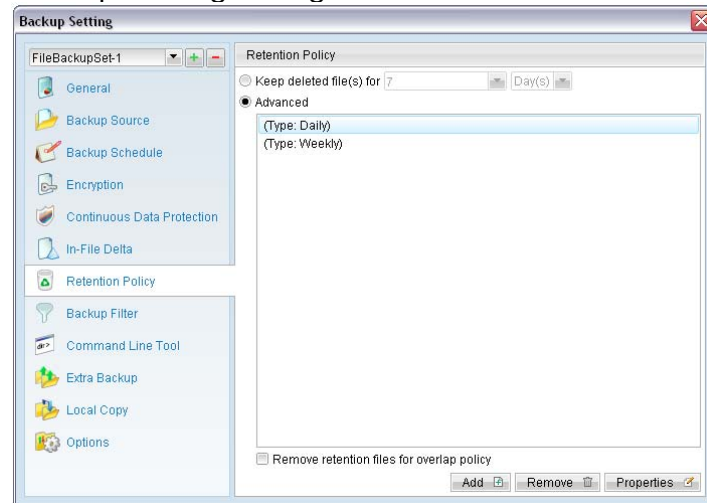 Backup Setting
FileBackupSet-1
General
Backup Source
Backup Schedule
Encryption
Continuous Data Protection
In-File Delta
Retention Policy
Backup Filter
Command Line Tool
Extra Backup
Local Copy
Options
Retention Policy
Keep deleted file(s) for 7 Day(s)
Advanced
(Type: Daily)
(Type: Weekly)
Remove retention files for overlap policy
Add Remove Properties